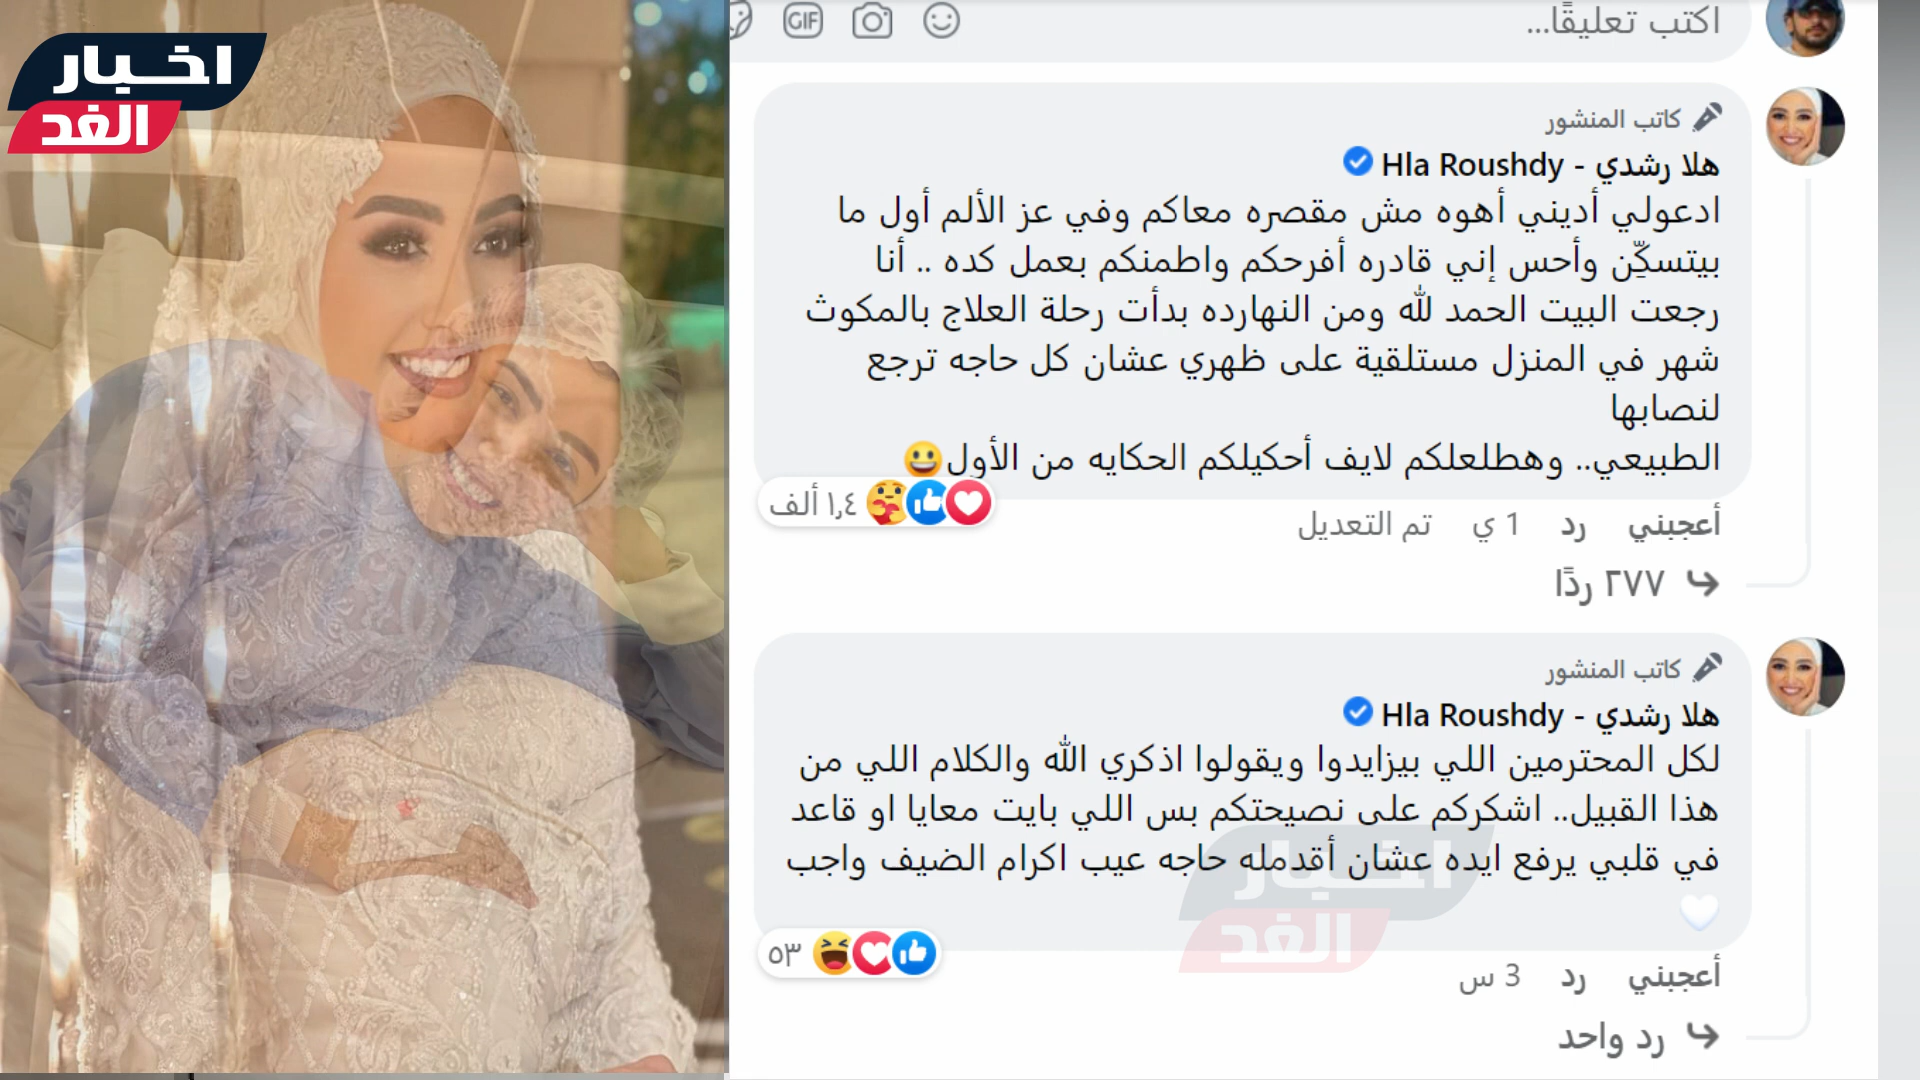 اخبار
الغد
GIF
اكتب تعليقًا...
كاتب المنشور
هلا رشدي - Hla Roushdy
ادعولي أديني أهوه مش مقصره معاكم وفي عز الألم أول ما
بيتسكِّن وأحس إني قادره أفرحكم واطمنكم بعمل كده .. أنا
رجعت البيت الحمد لله ومن النهارده بدأت رحلة العلاج بالمكوث
شهر في المنزل مستلقية على ظهري عشان كل حاجه ترجع
لنصابها
الطبيعي.. وهطلعلكم لايف أحكيلكم الحكايه من الأول😀
١٫٤ ألف
أعجبني رد 1 ي تم التعديل
٢٧٧ ردًا
كاتب المنشور
هلا رشدي - Hla Roushdy
لكل المحترمين اللي بيزايدوا ويقولوا اذكري الله والكلام اللي من
هذا القبيل.. اشكركم على نصيحتكم بس اللي بايت معايا او قاعد
في قلبي يرفع ايده عشان أقدمله حاجه عيب اكرام الضيف واجب
🤍
اخبار
الغد
٥٣
أعجبني رد 3 س
رد واحد